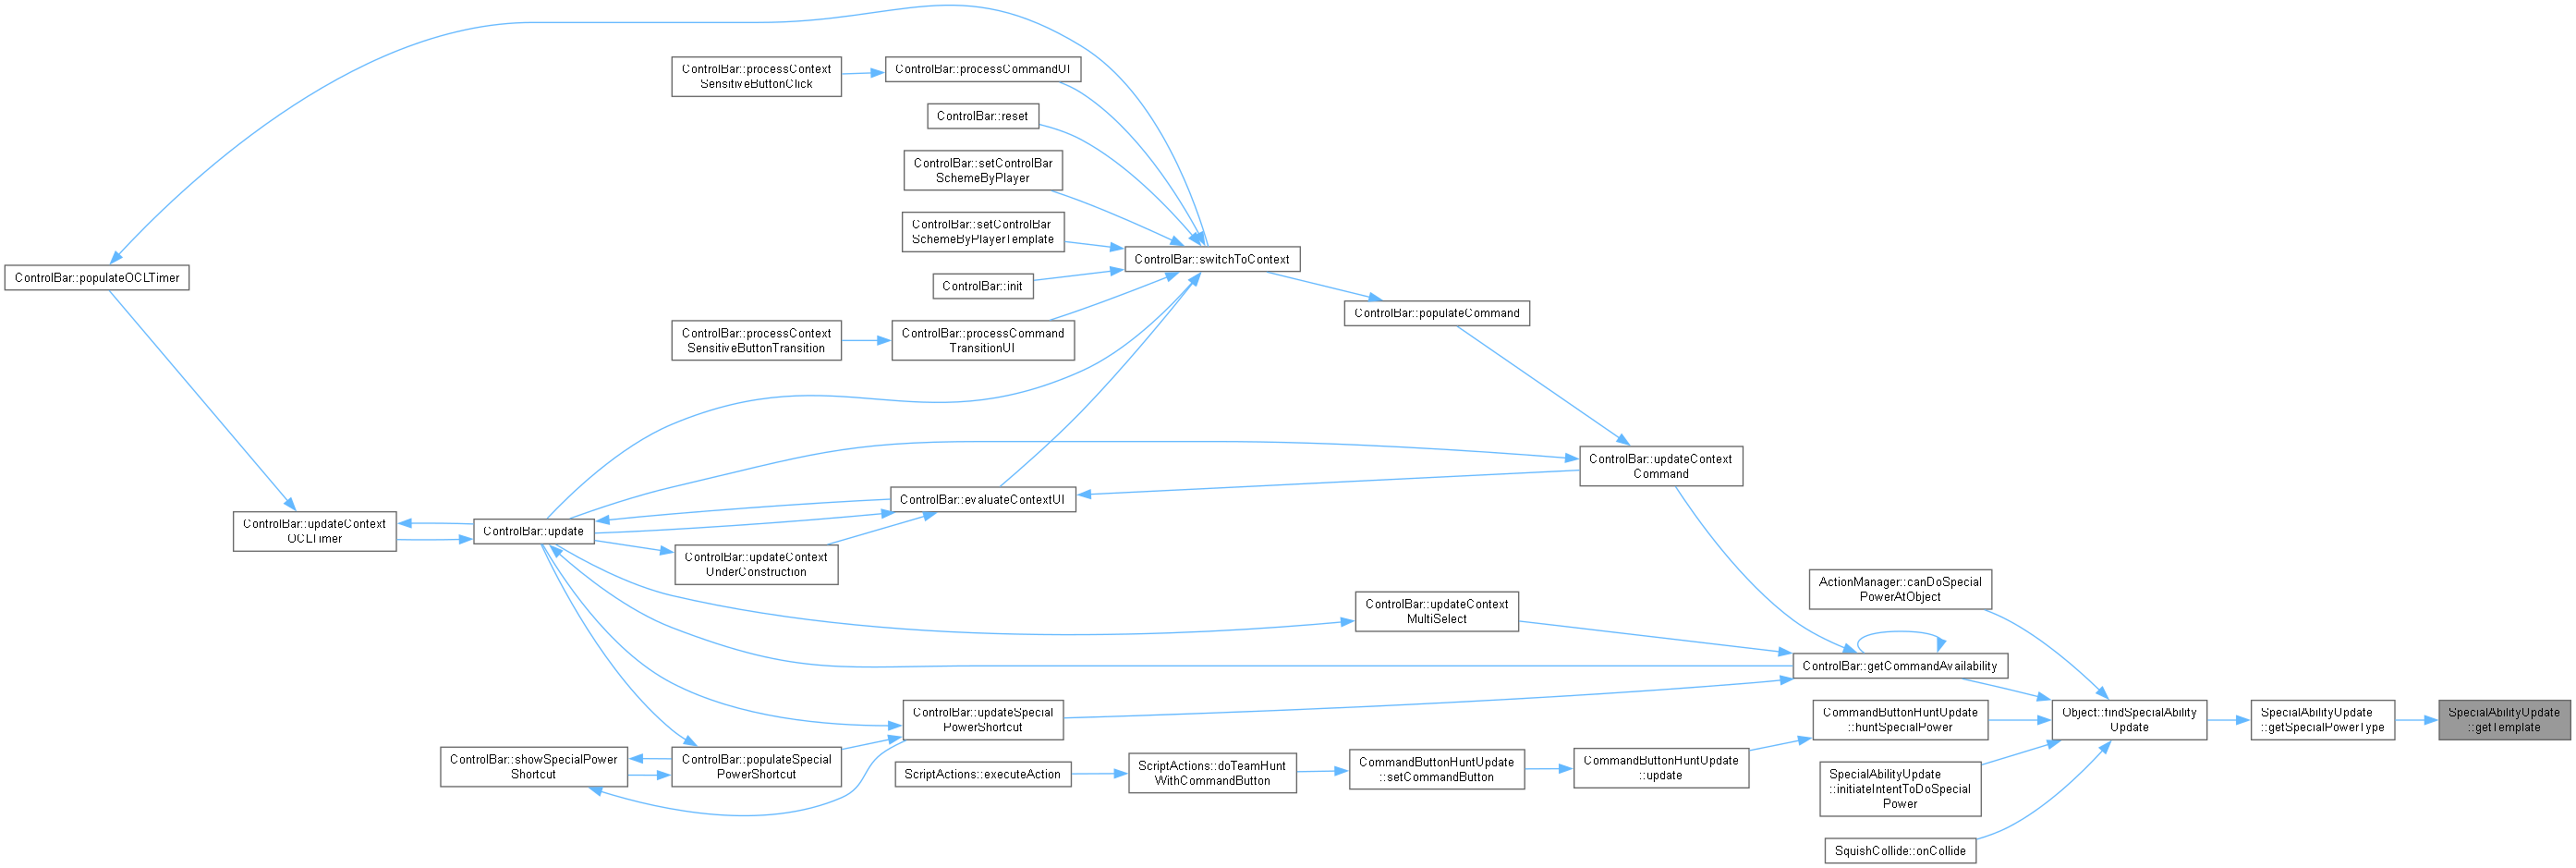 ControlBar::processContext
SensitiveButtonClick
ControlBar::processCommandUI
ControlBar::reset
ControlBar::setControlBar
SchemeByPlayer
ControlBar::setControlBar
SchemeByPlayerTemplate
ControlBar::switchToContext
ControlBar::populateOCLTimer
ControlBar::init
ControlBar::populateCommand
ControlBar::processContext
SensitiveButtonTransition
ControlBar::processCommand
TransitionUI
ControlBar::updateContext
Command
ControlBar::evaluateContextUI
ControlBar::updateContext
OCLTimer
ControlBar::update
ControlBar::updateContext
UnderConstruction
ActionManager::canDoSpecial
PowerAtObject
ControlBar::updateContext
MultiSelect
ControlBar::getCommandAvailability
ControlBar::updateSpecial
PowerShortcut
CommandButtonHuntUpdate
::huntSpecialPower
Object::findSpecialAbility
Update
SpecialAbilityUpdate
::getSpecialPowerType
SpecialAbilityUpdate
::getTemplate
ControlBar::showSpecialPower
Shortcut
ControlBar::populateSpecial
PowerShortcut
ScriptActions::executeAction
ScriptActions::doTeamHunt
WithCommandButton
CommandButtonHuntUpdate
::setCommandButton
CommandButtonHuntUpdate
::update
SpecialAbilityUpdate
::initiateIntentToDoSpecial
Power
SquishCollide::onCollide